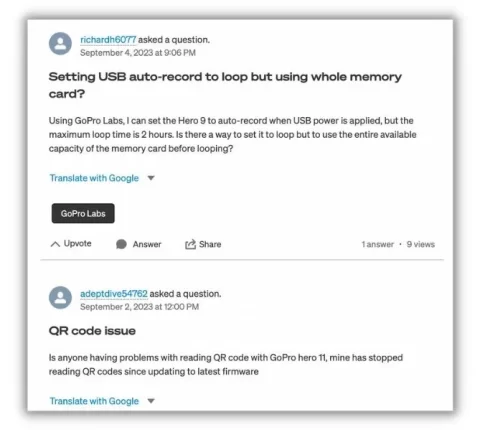 richardh6077 asked a question.
September 4, 2023 at 9:06 PM
Setting USB auto-record to loop but using whole memory
card?
Using GoPro Labs, I can set the Hero 9 to auto-record when USB power is applied, but the
maximum loop time is 2 hours. Is there a way to set it to loop but to use the entire available
capacity of the memory card before looping?
Translate with Google
GoPro Labs
Upvote Answer Share 1 answer • 9 views
adeptdive54762 asked a question.
September 2, 2023 at 12:00 PM
QR code issue
Is anyone having problems with reading QR code with GoPro hero 11, mine has stopped
reading QR codes since updating to latest firmware
Translate with Google